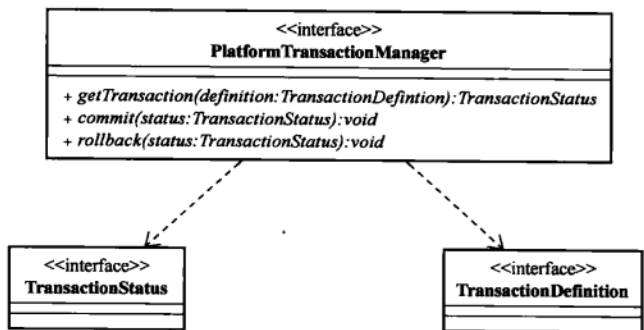 <<interface>>
PlatformTransactionManager
+ getTransaction(definition:TransactionDefintion):TransactionStatus
+ commit(status:TransactionStatus):void
+ rollback(status:TransactionStatus):void
<<interface>>
TransactionStatus
<<interface>>
TransactionDefinition